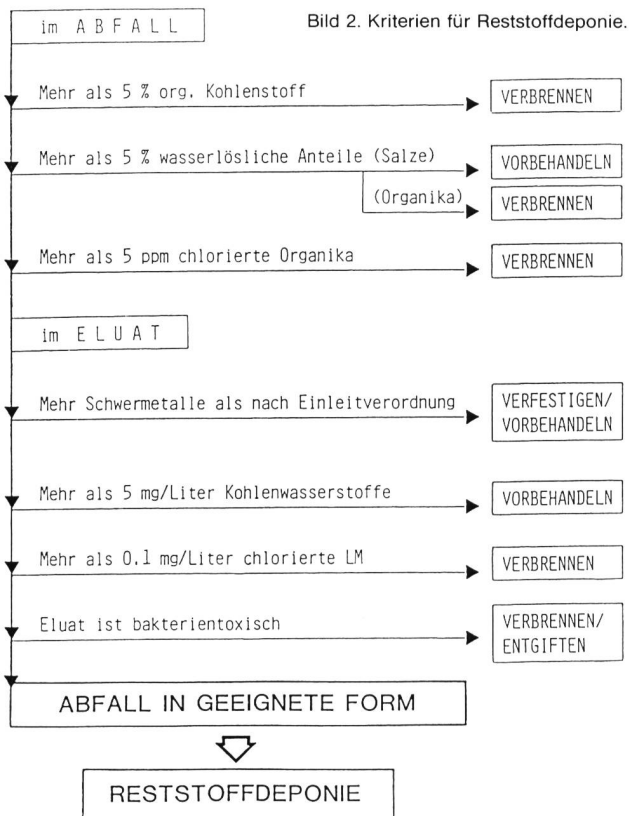 Bild 2. Kriterien für Reststoffdeponie.
im A B F A L L
Mehr als 5 % org. Kohlenstoff
VERBRENNEN
Mehr als 5 % wasserlösliche Anteile (Salze)
VORBEHANDELN
(Organika)
VERBRENNEN
Mehr als 5 ppm chlorierte Organika
VERBRENNEN
im E L U A T
Mehr Schwermetalle als nach Einleitverordnung
VERFESTIGEN/
VORBEHANDELN
Mehr als 5 mg/Liter Kohlenwasserstoffe
VORBEHANDELN
Mehr als 0.1 mg/Liter chlorierte LM
VERBRENNEN
Eluat ist bakterientoxisch
VERBRENNEN/
ENTGIFTEN
ABFALL IN GEEIGNETE FORM
RESTSTOFFDEPONIE